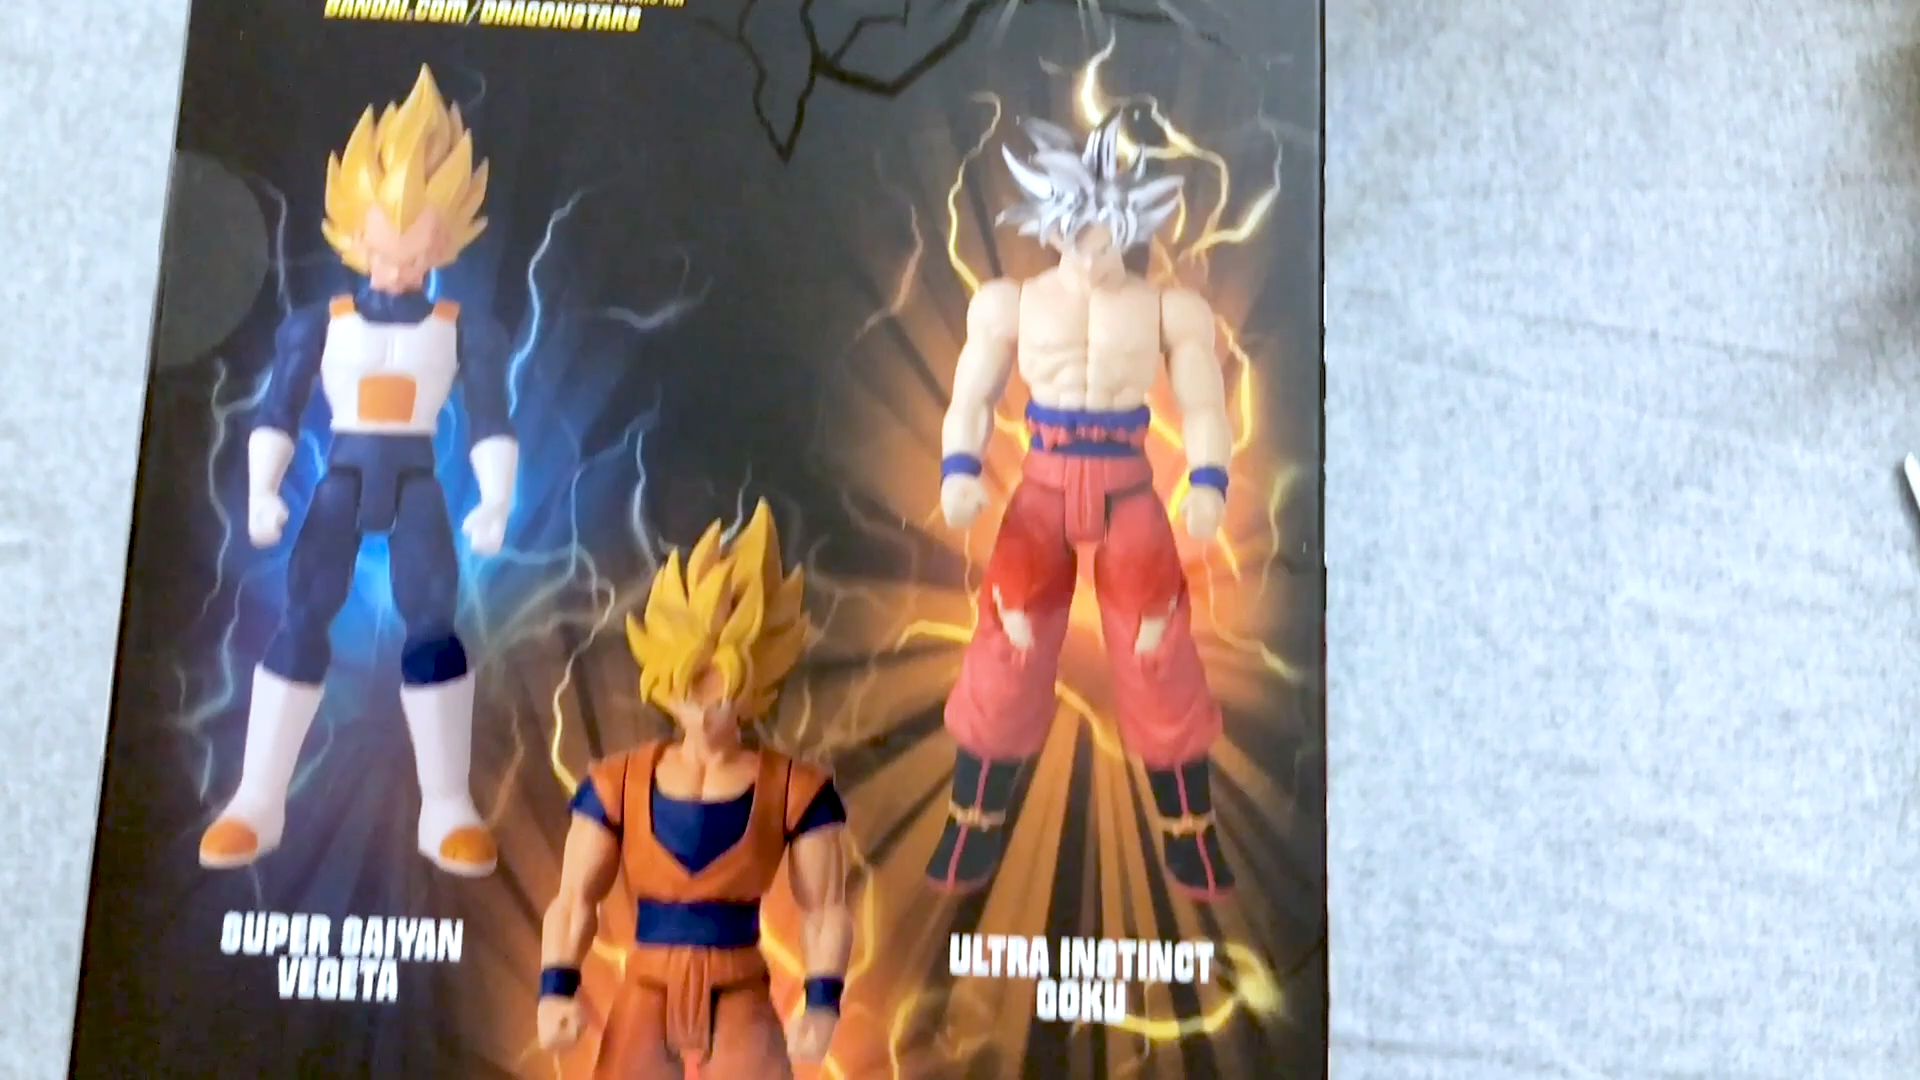 BANDAI.COM/DRAGONSTARS
SUPER SAIYAN
VEGETA
ULTRA INSTINCT
GOKU